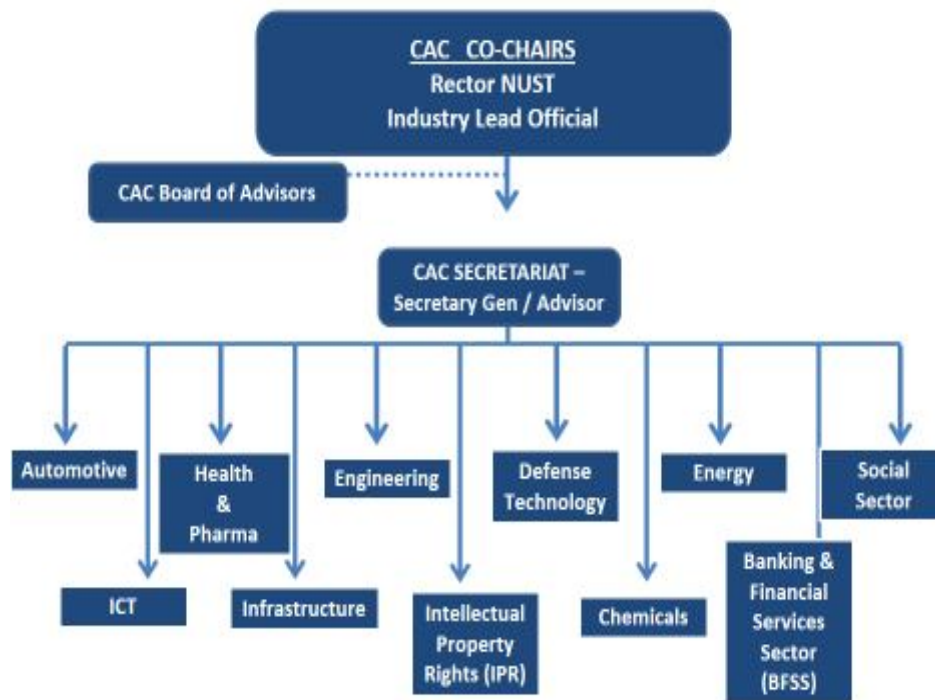 CAC CO-CHAIRS
Rector NUST
Industry Lead Official
CAC Board of Advisors
CAC SECRETARIAT –
Secretary Gen / Advisor
Automotive
Health
&
Pharma
Engineering
Defense
Technology
Energy
Social
Sector
ICT
Infrastructure
Intellectual
Property
Rights (IPR)
Chemicals
Banking &
Financial
Services
Sector
(BFSS)